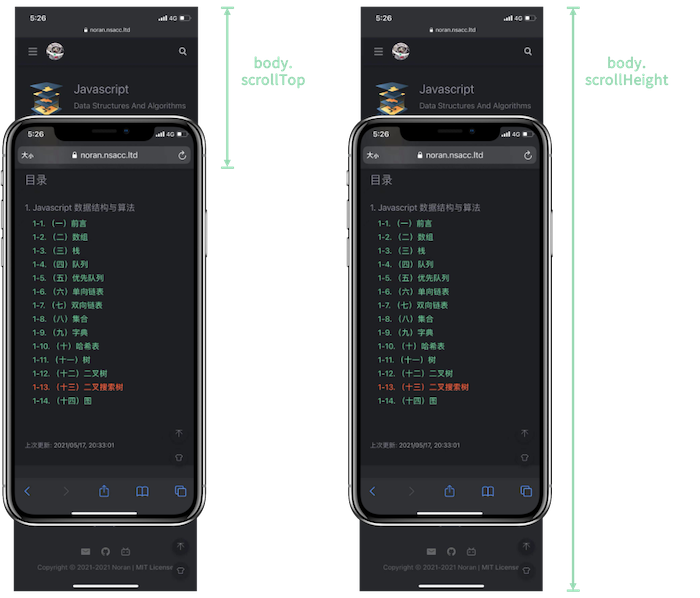 5:26
4G
noran.nsacc.ltd
Javascript
Data Structures And Algorithms
5:26
4G
大小
noran.nsacc.ltd
目录
1. Javascript 数据结构与算法
1-1.（一）前言
1-2.（二）数组
1-3.（三）栈
1-4.（四）队列
1-5.（五）优先队列
1-6.（六）单向链表
1-7.（七）双向链表
1-8.（八）集合
1-9.（九）字典
1-10.（十）哈希表
1-11.（十一）树
1-12.（十二）二叉树
1-13.（十三）二叉搜索树
1-14.（十四）图
上次更新: 2021/05/17, 20:33:01
Copyright © 2021-2021 Noran | MIT License
body.
scrollTop
5:26
4G
noran.nsacc.ltd
Javascript
Data Structures And Algorithms
5:26
4G
大小
noran.nsacc.ltd
目录
1. Javascript 数据结构与算法
1-1.（一）前言
1-2.（二）数组
1-3.（三）栈
1-4.（四）队列
1-5.（五）优先队列
1-6.（六）单向链表
1-7.（七）双向链表
1-8.（八）集合
1-9.（九）字典
1-10.（十）哈希表
1-11.（十一）树
1-12.（十二）二叉树
1-13.（十三）二叉搜索树
1-14.（十四）图
上次更新: 2021/05/17, 20:33:01
Copyright © 2021-2021 Noran | MIT License
body.
scrollHeight